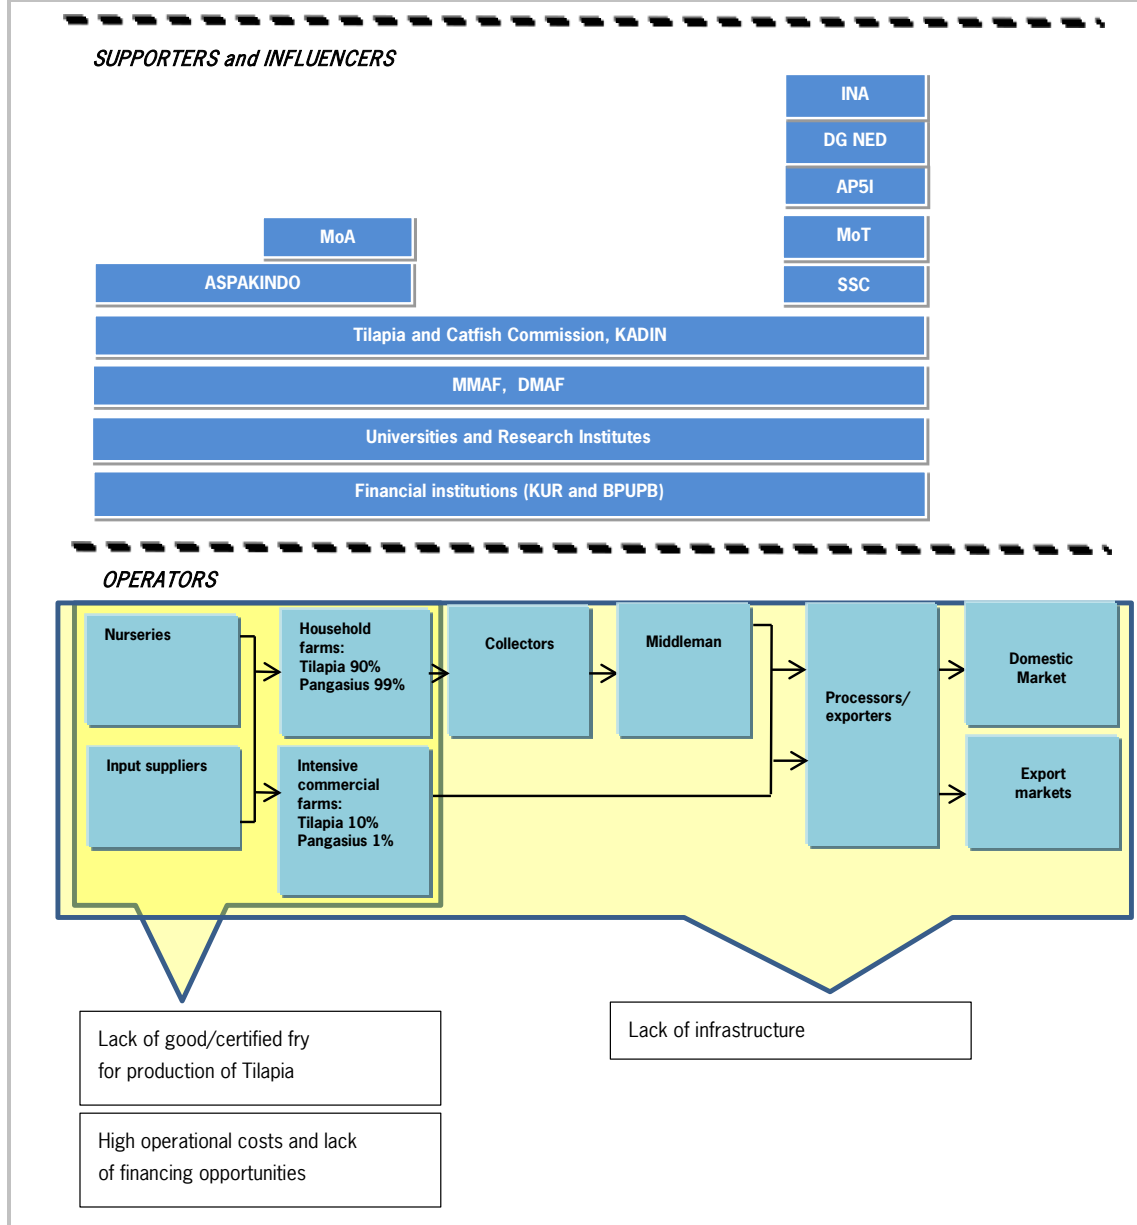 SUPPORTERS and INFLUENCERS
INA
DG NED
AP5I
MoA
MoT
ASPAKINDO
SSC
Tilapia and Catfish Commission, KADIN
MMAF, DMAF
Universities and Research Institutes
Financial institutions (KUR and BPUPB)
OPERATORS
Nurseries
Household
farms:
Tilapia 90%
Pangasius 99%
Collectors
Middleman
Processors/
exporters
Domestic
Market
Input suppliers
Intensive
commercial
farms:
Tilapia 10%
Pangasius 1%
Export
markets
Lack of good/certified fry
for production of Tilapia
Lack of infrastructure
High operational costs and lack
of financing opportunities